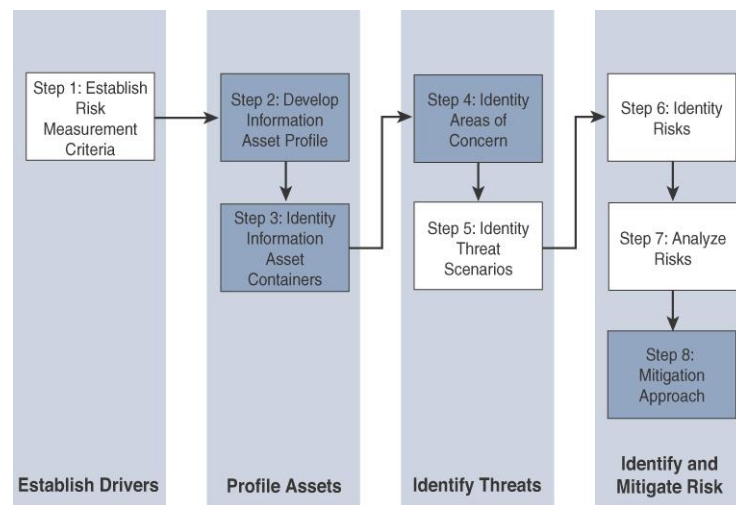 Step 1: Establish
Risk
Measurement
Criteria
Step 2: Develop
Information
Asset Profile
Step 3: Identity
Information
Asset
Containers
Step 4: Identity
Areas of
Concern
Step 5: Identity
Threat
Scenarios
Step 6: Identity
Risks
Step 7: Analyze
Risks
Step 8:
Mitigation
Approach
Establish Drivers
Profile Assets
Identify Threats
Identify and
Mitigate Risk